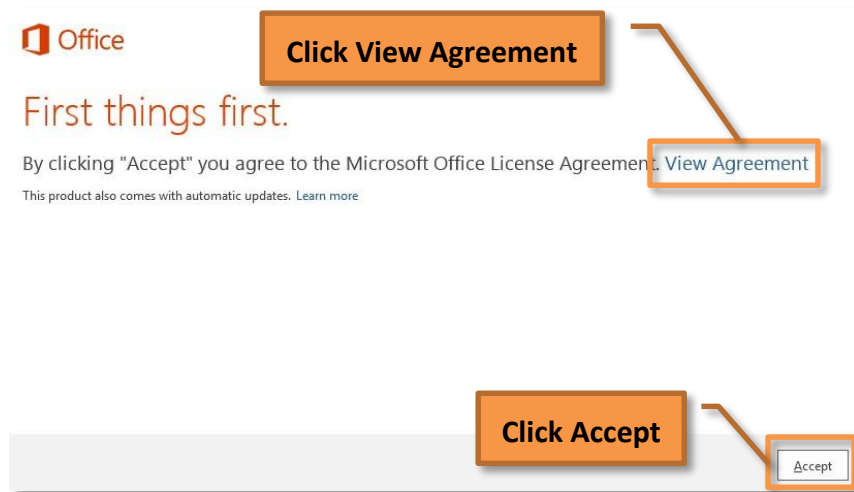 Office
Click View Agreement
First things first.
By clicking "Accept" you agree to the Microsoft Office License Agreement. View Agreement
This product also comes with automatic updates. Learn more
Click Accept
Accept